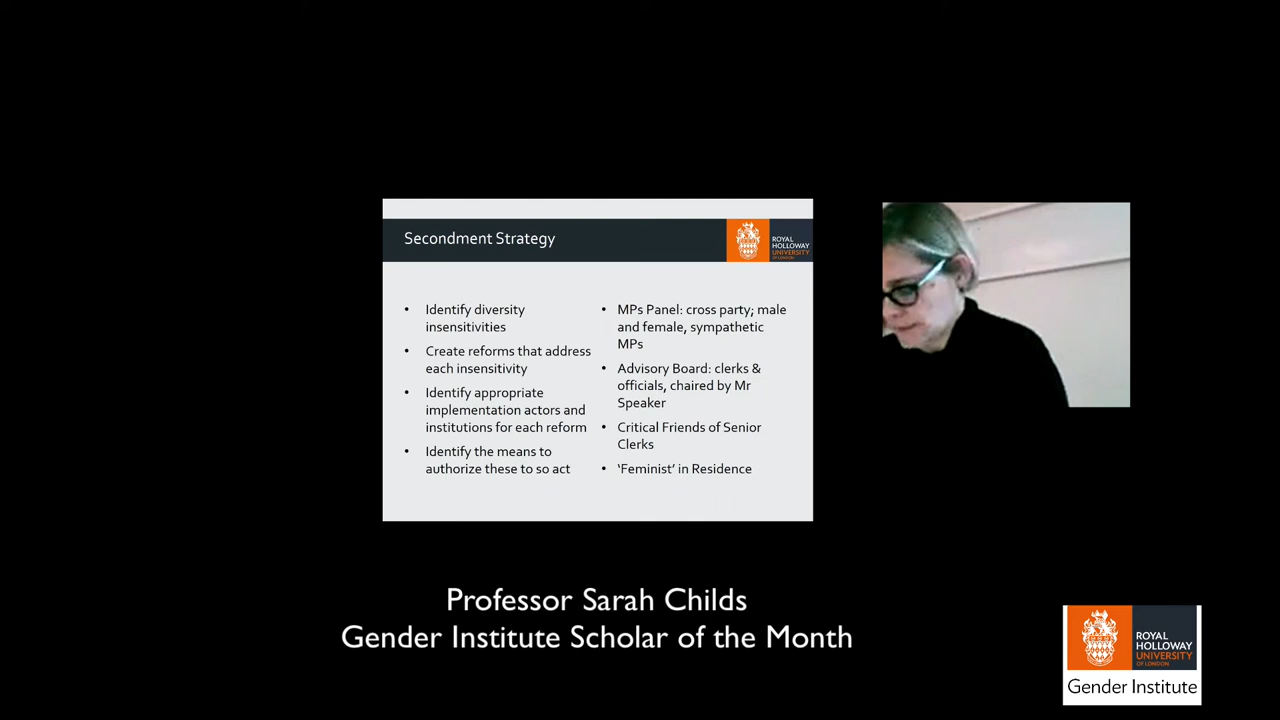 Secondment Strategy
ROYAL
HOLLOWAY
UNIVERSITY
OF LONDON
• Identify diversity
insensitivities
• Create reforms that address
each insensitivity
• Identify appropriate
implementation actors and
institutions for each reform
• Identify the means to
authorize these to so act
• MPs Panel: cross party; male
and female, sympathetic
MPs
• Advisory Board: clerks &
officials, chaired by Mr
Speaker
• Critical Friends of Senior
Clerks
• ‘Feminist’ in Residence
Professor Sarah Childs
Gender Institute Scholar of the Month
ROYAL
HOLLOWAY
UNIVERSITY
OF LONDON
Gender Institute